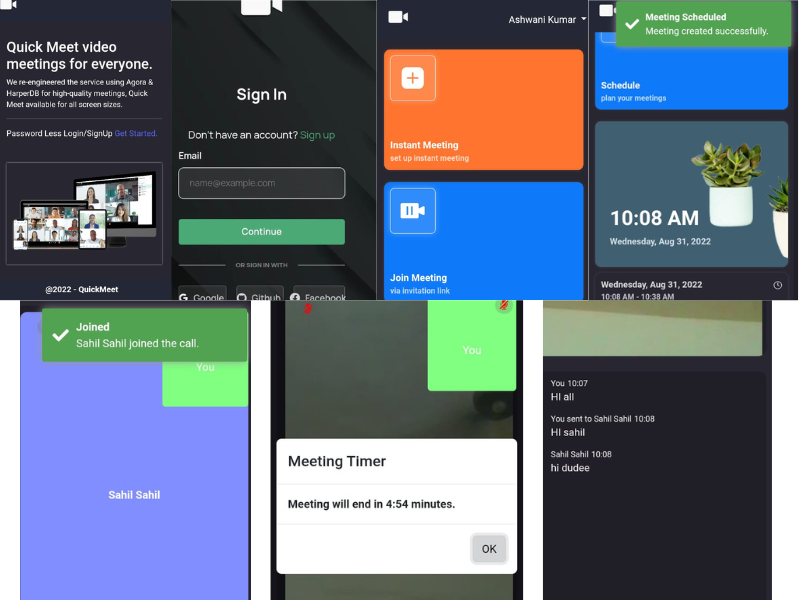 Quick Meet video
meetings for everyone.
We re-engineered the service using Agora &
HarperDB for high-quality meetings, Quick
Meet available for all screen sizes.
Password Less Login/SignUp Get Started.
@2022 - QuickMeet
Sign In
Don't have an account? Sign up
Email
name@example.com
Continue
OR SIGN IN WITH
Google
Github
Facebook
Ashwani Kumar
Instant Meeting
set up instant meeting
Join Meeting
via invitation link
Meeting Scheduled
Meeting created successfully.
Schedule
plan your meetings
10:08 AM
Wednesday, Aug 31, 2022
Wednesday, Aug 31, 2022
10:08 AM - 10:38 AM
Joined
Sahil Sahil joined the call.
You
Sahil Sahil
You
Meeting Timer
Meeting will end in 4:54 minutes.
OK
You 10:07
HI all
You sent to Sahil Sahil 10:08
HI sahil
Sahil Sahil 10:08
hi dudee